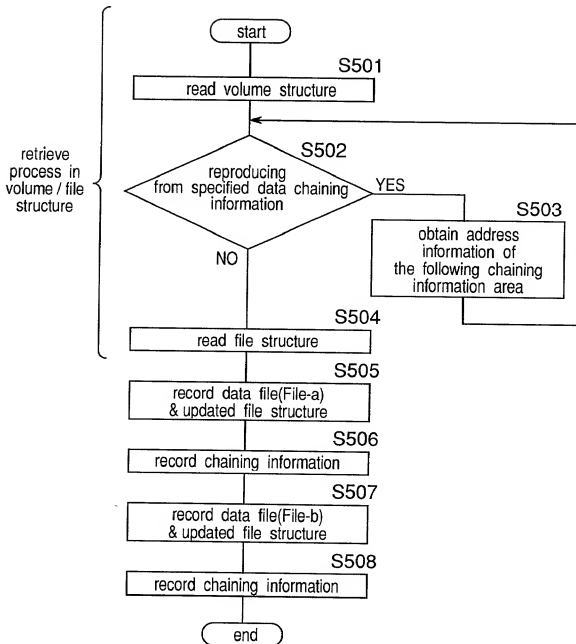 start
S501
read volume structure
S502
reproducing
from specified data chaining
information
YES
NO
retrieve
process in
volume / file
structure
S503
obtain address
information of
the following chaining
information area
S504
read file structure
S505
record data file(File-a)
& updated file structure
S506
record chaining information
S507
record data file(File-b)
& updated file structure
S508
record chaining information
end